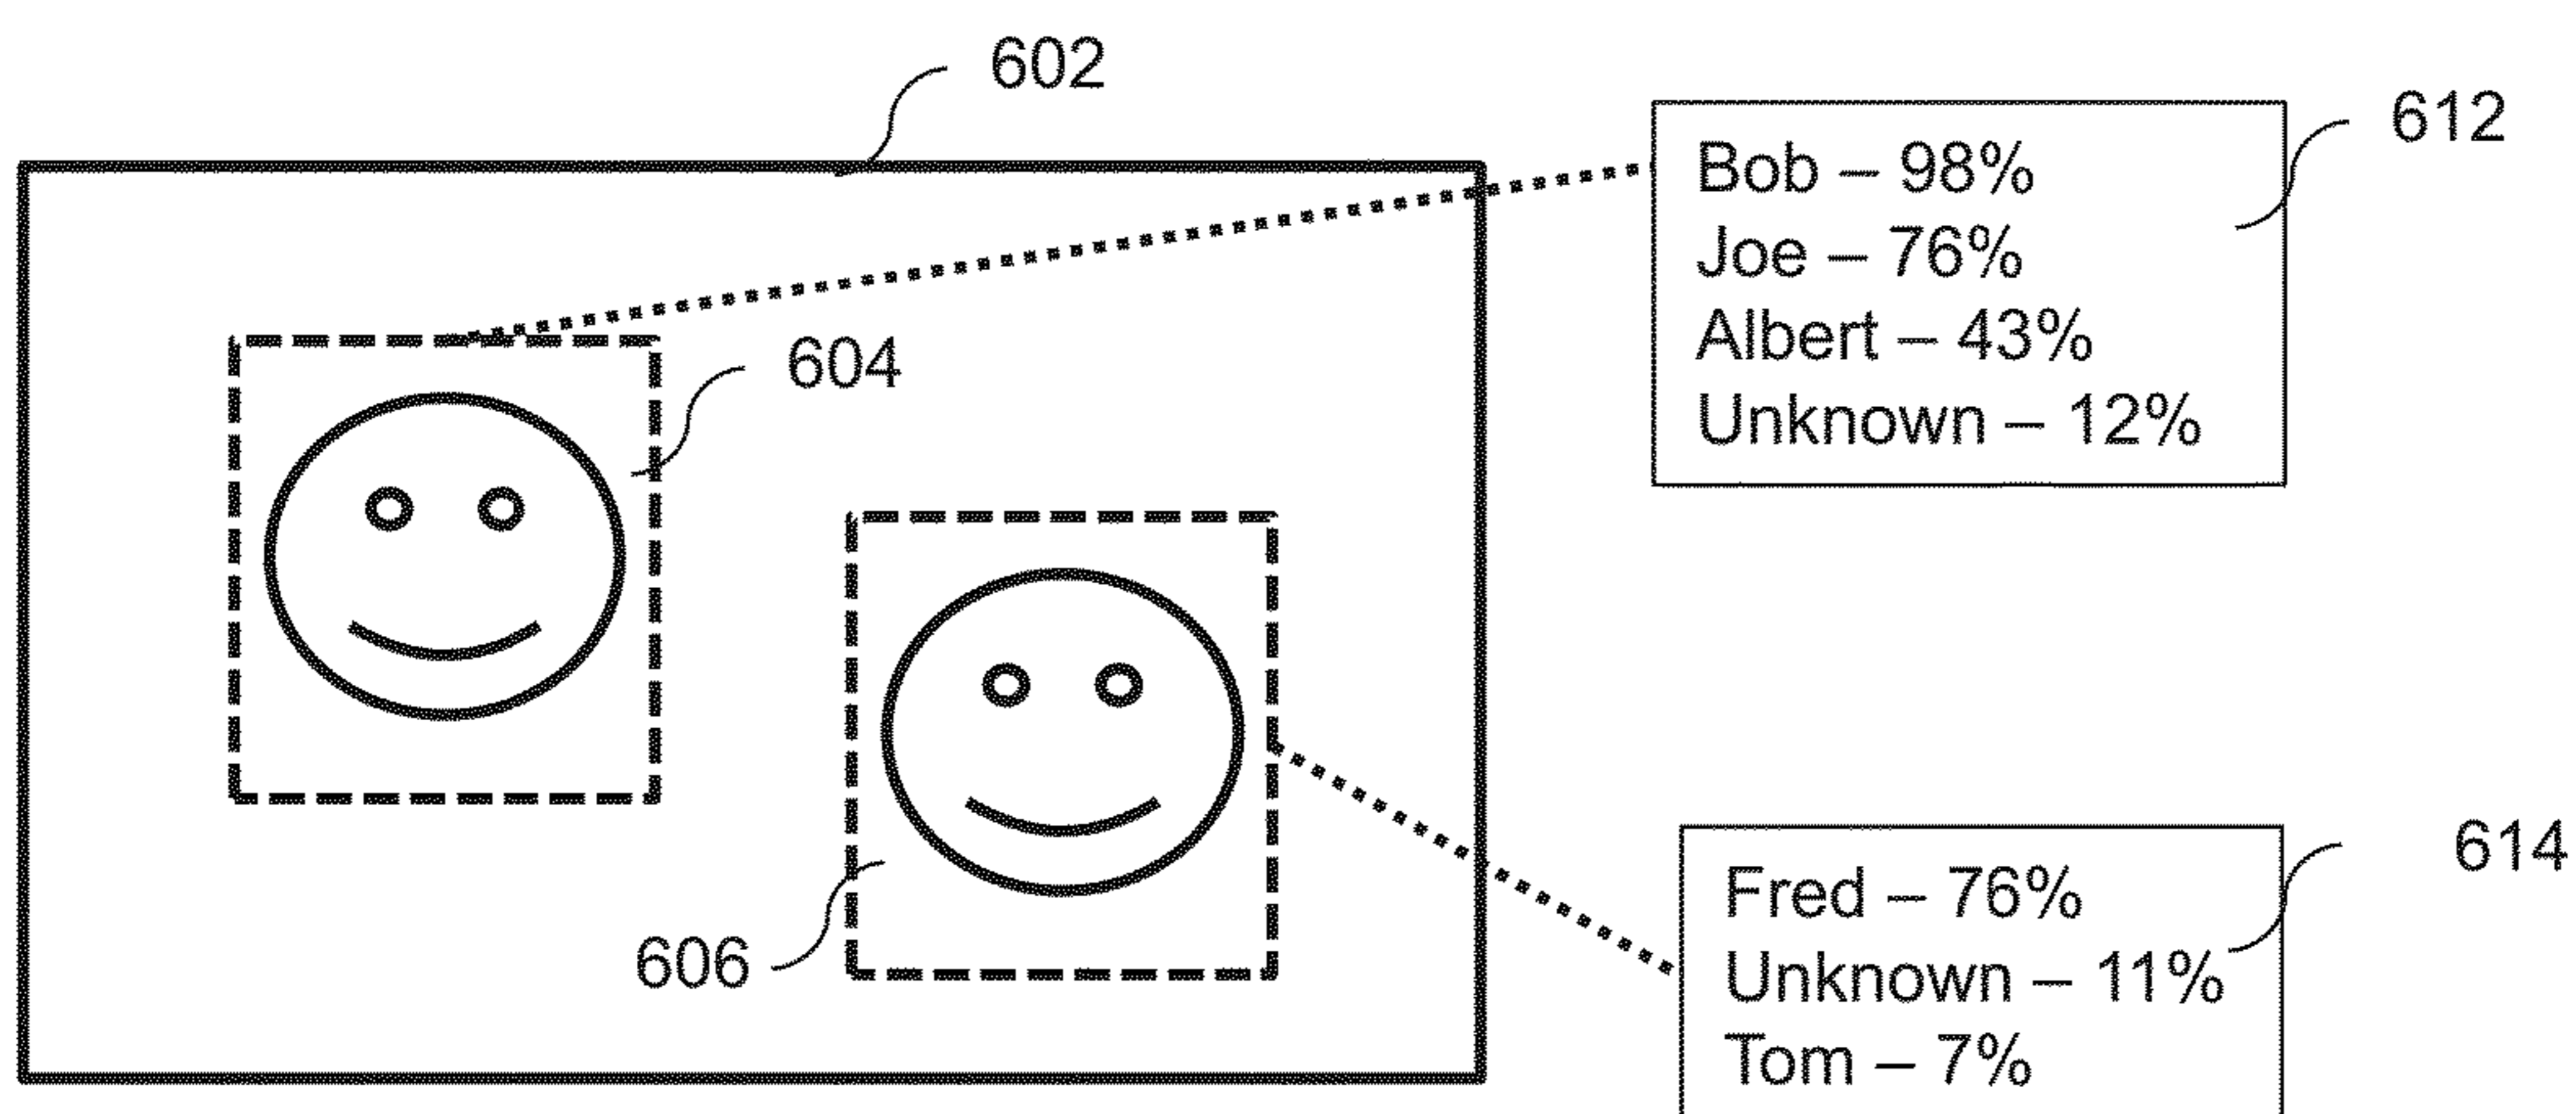 602
612
Bob – 98%
Joe – 76%
Albert – 43%
Unknown – 12%
604
614
Fred – 76%
Unknown – 11%
Tom – 7%
606